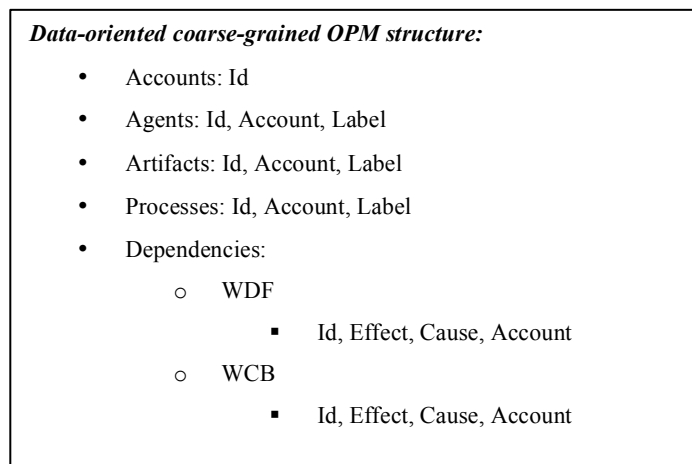 Data-oriented coarse-grained OPM structure:
• Accounts: Id
• Agents: Id, Account, Label
• Artifacts: Id, Account, Label
• Processes: Id, Account, Label
• Dependencies:
o WDF
▪ Id, Effect, Cause, Account
o WCB
▪ Id, Effect, Cause, Account